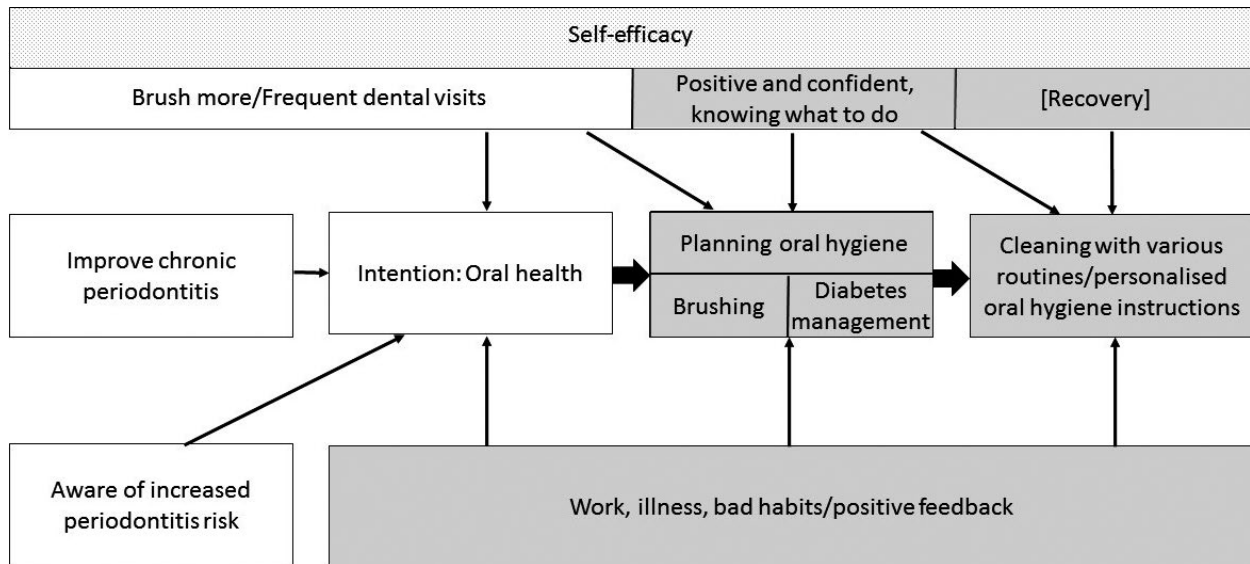 Self-efficacy
Brush more/Frequent dental visits
Positive and confident,
knowing what to do
[Recovery]
Improve chronic
periodontitis
Intention: Oral health
Planning oral hygiene
Brushing
Diabetes
management
Cleaning with various
routines/personalised
oral hygiene instructions
Aware of increased
periodontitis risk
Work, illness, bad habits/positive feedback